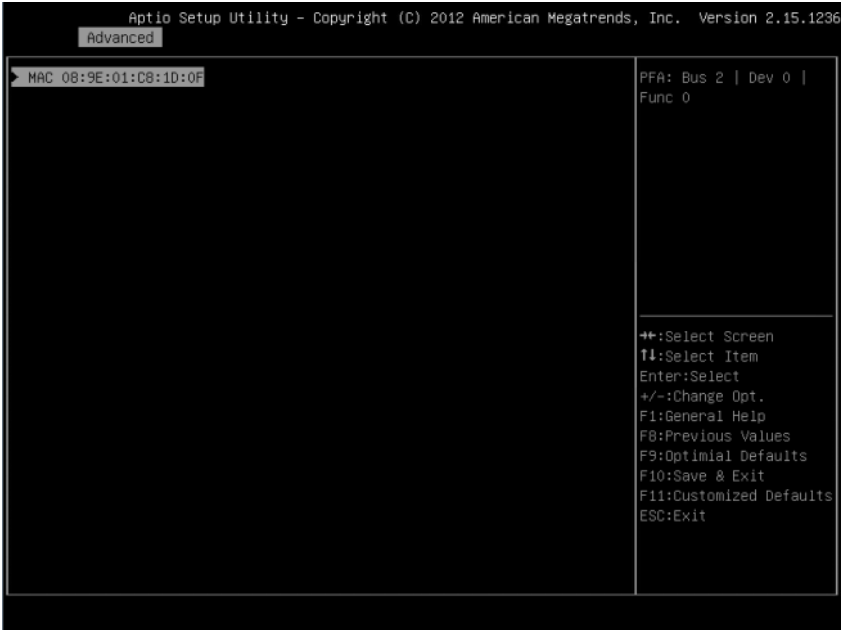 Aptio Setup Utility – Copyright (C) 2012 American Megatrends, Inc. Version 2.15.1236
Advanced
► MAC 08:9E:01:C8:1D:0F
PFA: Bus 2 | Dev 0 |
Func 0
→←:Select Screen
↑↓:Select Item
Enter:Select
+/-:Change Opt.
F1:General Help
F8:Previous Values
F9:Optimial Defaults
F10:Save & Exit
F11:Customized Defaults
ESC:Exit